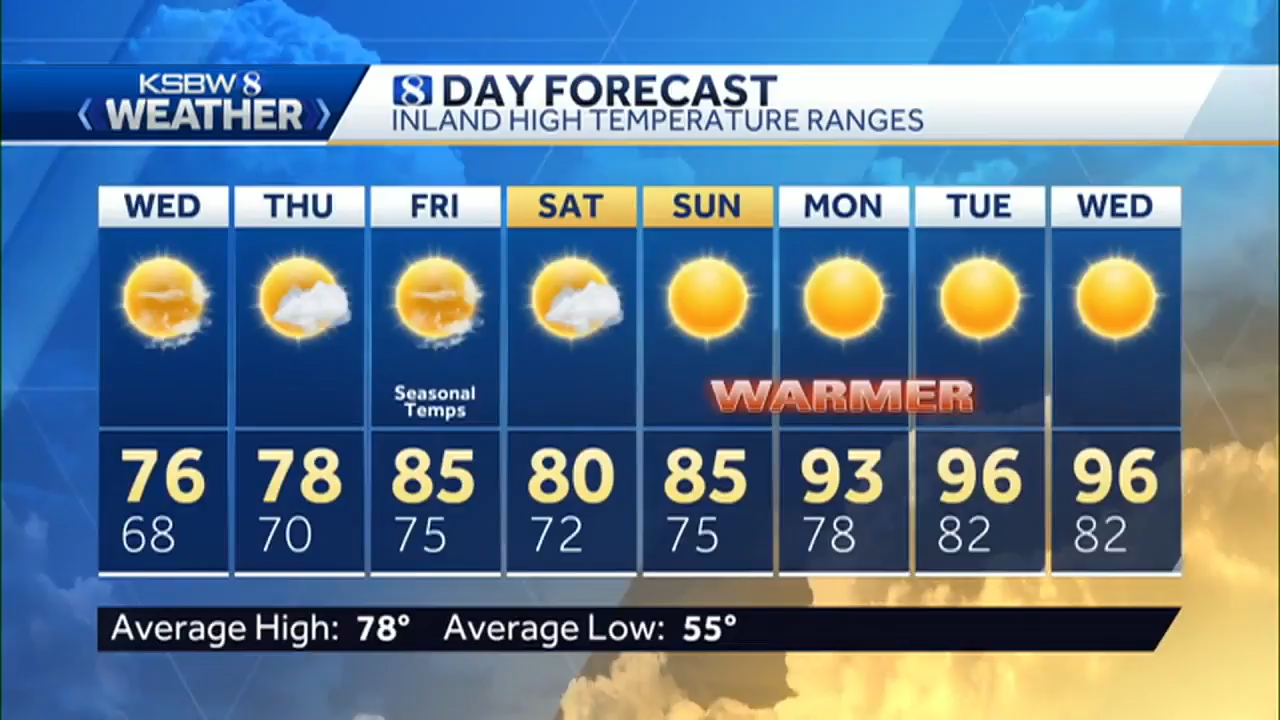 KSBW 8
WEATHER
8 DAY FORECAST
INLAND HIGH TEMPERATURE RANGES
WED THU FRI SAT SUN MON TUE WED
Seasonal
Temps
WARMER
76 78 85 80 85 93 96 96
68 70 75 72 75 78 82 82
Average High: 78° Average Low: 55°